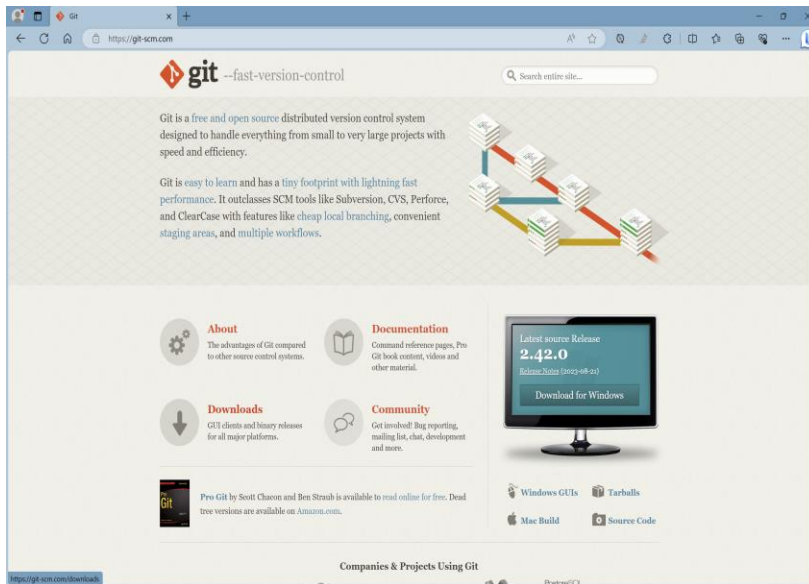 Git
https://git-scm.com
git --fast-version-control
Search entire site...
Git is a free and open source distributed version control system
designed to handle everything from small to very large projects with
speed and efficiency.
Git is easy to learn and has a tiny footprint with lightning fast
performance. It outclasses SCM tools like Subversion, CVS, Perforce,
and ClearCase with features like cheap local branching, convenient
staging areas, and multiple workflows.
About
The advantages of Git compared
to other source control systems.
Documentation
Command reference pages, Pro
Git book content, videos and
other material.
Downloads
GUI clients and binary releases
for all major platforms.
Community
Get involved! Bug reporting,
mailing list, chat, development
and more.
Latest source Release
2.42.0
Release Notes (2023-08-21)
Download for Windows
Pro
Git
Pro Git by Scott Chacon and Ben Straub is available to read online for free. Dead
tree versions are available on Amazon.com.
Windows GUIs
Tarballs
Mac Build
Source Code
Companies & Projects Using Git
https://git-scm.com/downloads